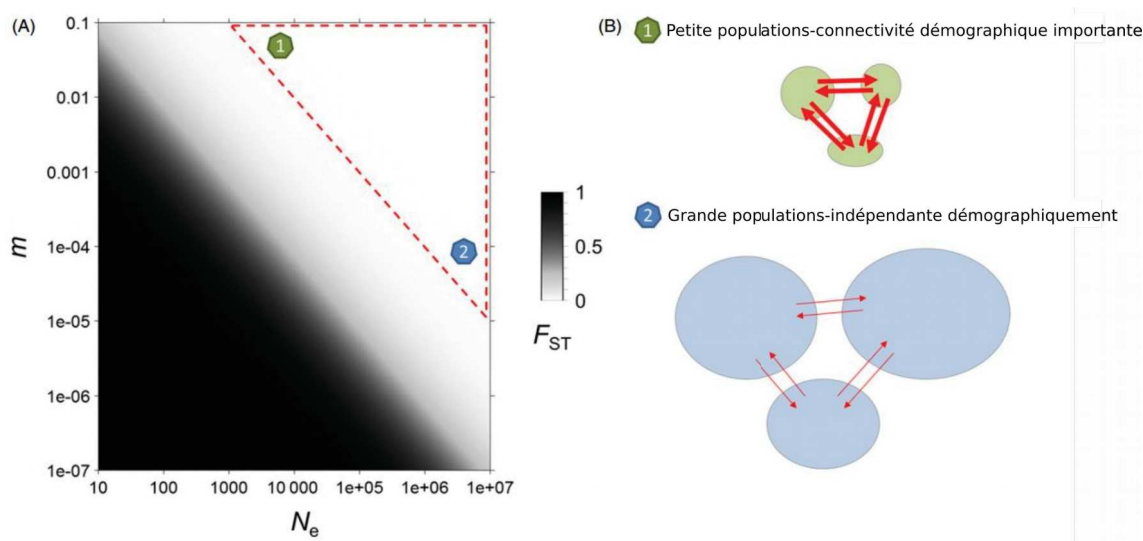 (A)
0.1
0.01
0.001
1e-04
1e-05
1e-06
1e-07
m
10
100
1000
10 000
1e+05
1e+06
1e+07
Ne
1
2
1
0.5
0
FST
(B)
1 Petite populations-connectivité démographique importante
2 Grande populations-indépendante démographiquement